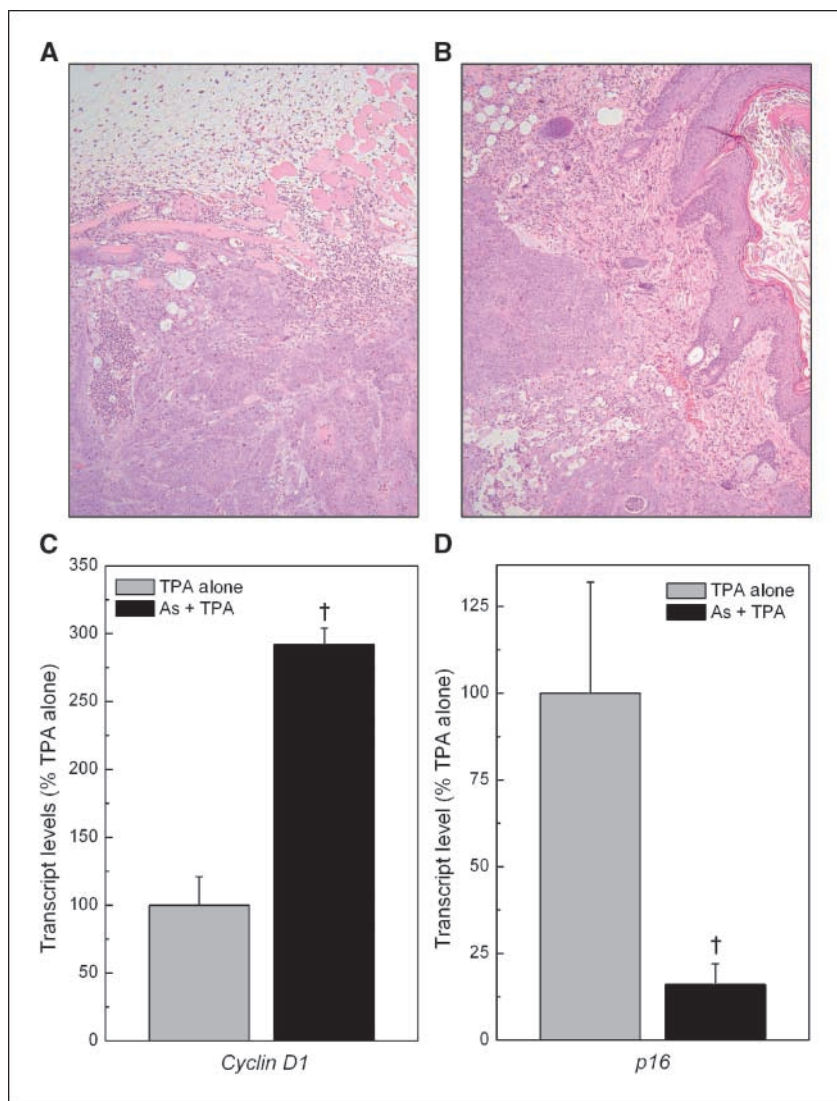 A
B
C
350
300
250
200
150
100
50
0
Transcript levels (% TPA alone)
TPA alone
As + TPA
†
Cyclin D1
D
125
100
75
50
25
0
Transcript level (% TPA alone)
TPA alone
As + TPA
†
p16